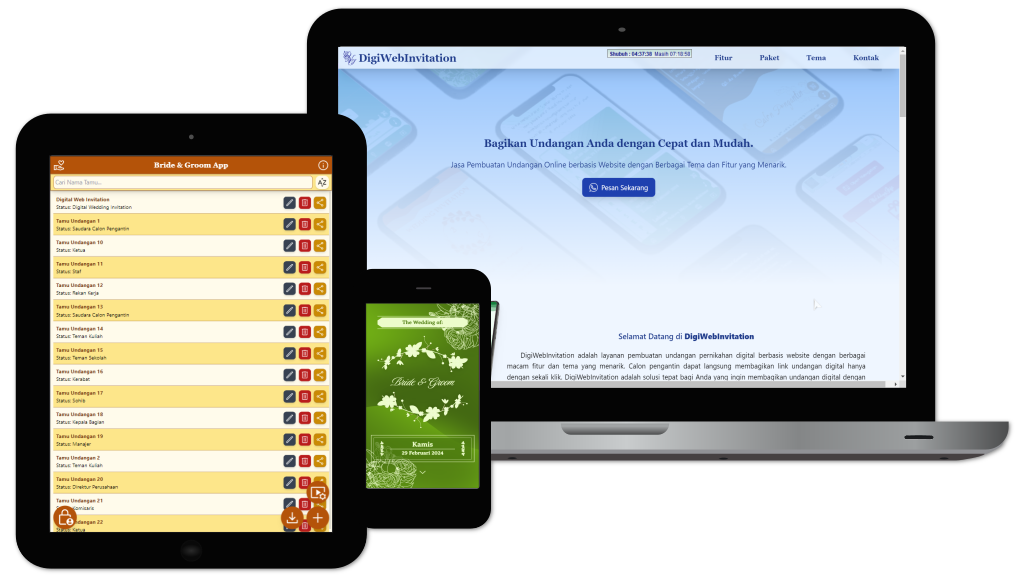 DigiWebInvitation
Shubuh : 04:37:38 Masih 07:18:58
Fitur
Paket
Tema
Kontak
Bagikan Undangan Anda dengan Cepat dan Mudah.
Jasa Pembuatan Undangan Online berbasis Website dengan Berbagai Tema dan Fitur yang Menarik.
Pesan Sekarang
Selamat Datang di DigiWebInvitation
DigiWebInvitation adalah layanan pembuatan undangan pernikahan digital berbasis website dengan berbagai
macam fitur dan tema yang menarik. Calon pengantin dapat langsung membagikan link undangan digital hanya
dengan sekali klik. DigiWebInvitation adalah solusi tepat bagi Anda yang ingin membagikan undangan digital dengan
Bride & Groom App
Cari Nama Tamu...
AZ
Digital Web Invitation
Status: Digital Wedding Invitation
Tamu Undangan 1
Status: Saudara Calon Pengantin
Tamu Undangan 10
Status: Ketua
Tamu Undangan 11
Status: Staf
Tamu Undangan 12
Status: Rekan Kerja
Tamu Undangan 13
Status: Saudara Calon Pengantin
Tamu Undangan 14
Status: Teman Kuliah
Tamu Undangan 15
Status: Teman Sekolah
Tamu Undangan 16
Status: Kerabat
Tamu Undangan 17
Status: Sohib
Tamu Undangan 18
Status: Kepala Bagian
Tamu Undangan 19
Status: Manajer
Tamu Undangan 2
Status: Teman Kuliah
Tamu Undangan 20
Status: Direktur Perusahaan
Tamu Undangan 21
Komisaris
Undangan 22
Status: Ketua
The Wedding of:
Bride & Groom
Kamis
29 Februari 2024